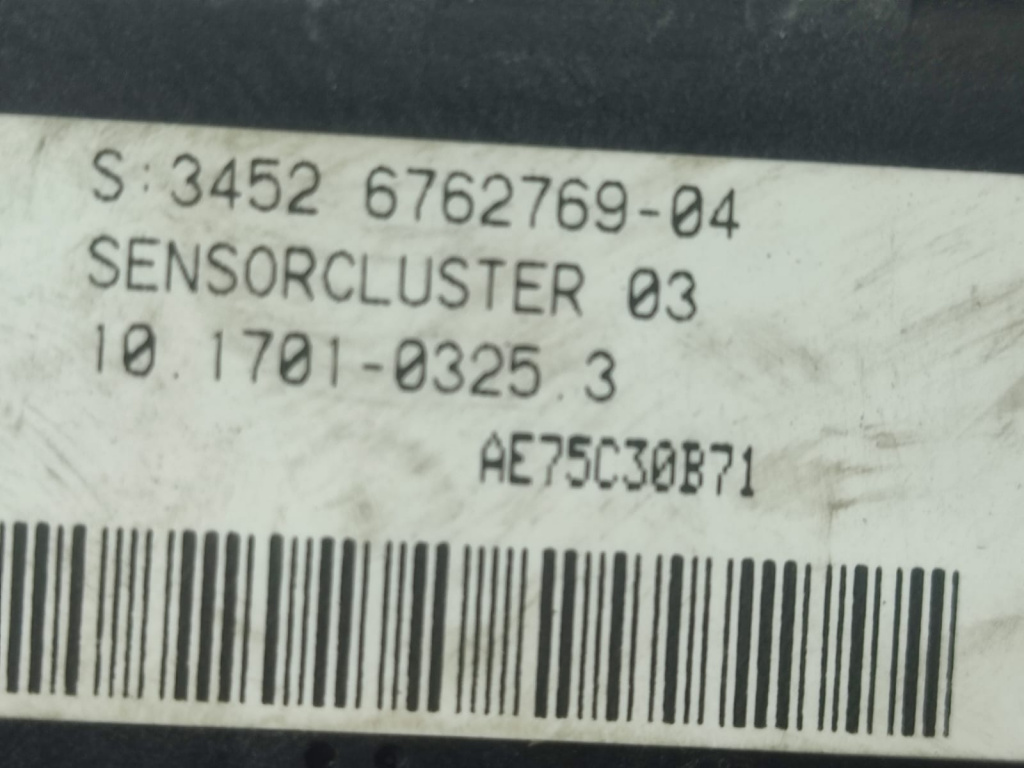 S:3452 6762769-04
SENSORCLUSTER 03
10.1701-0325.3
AE75C30B71